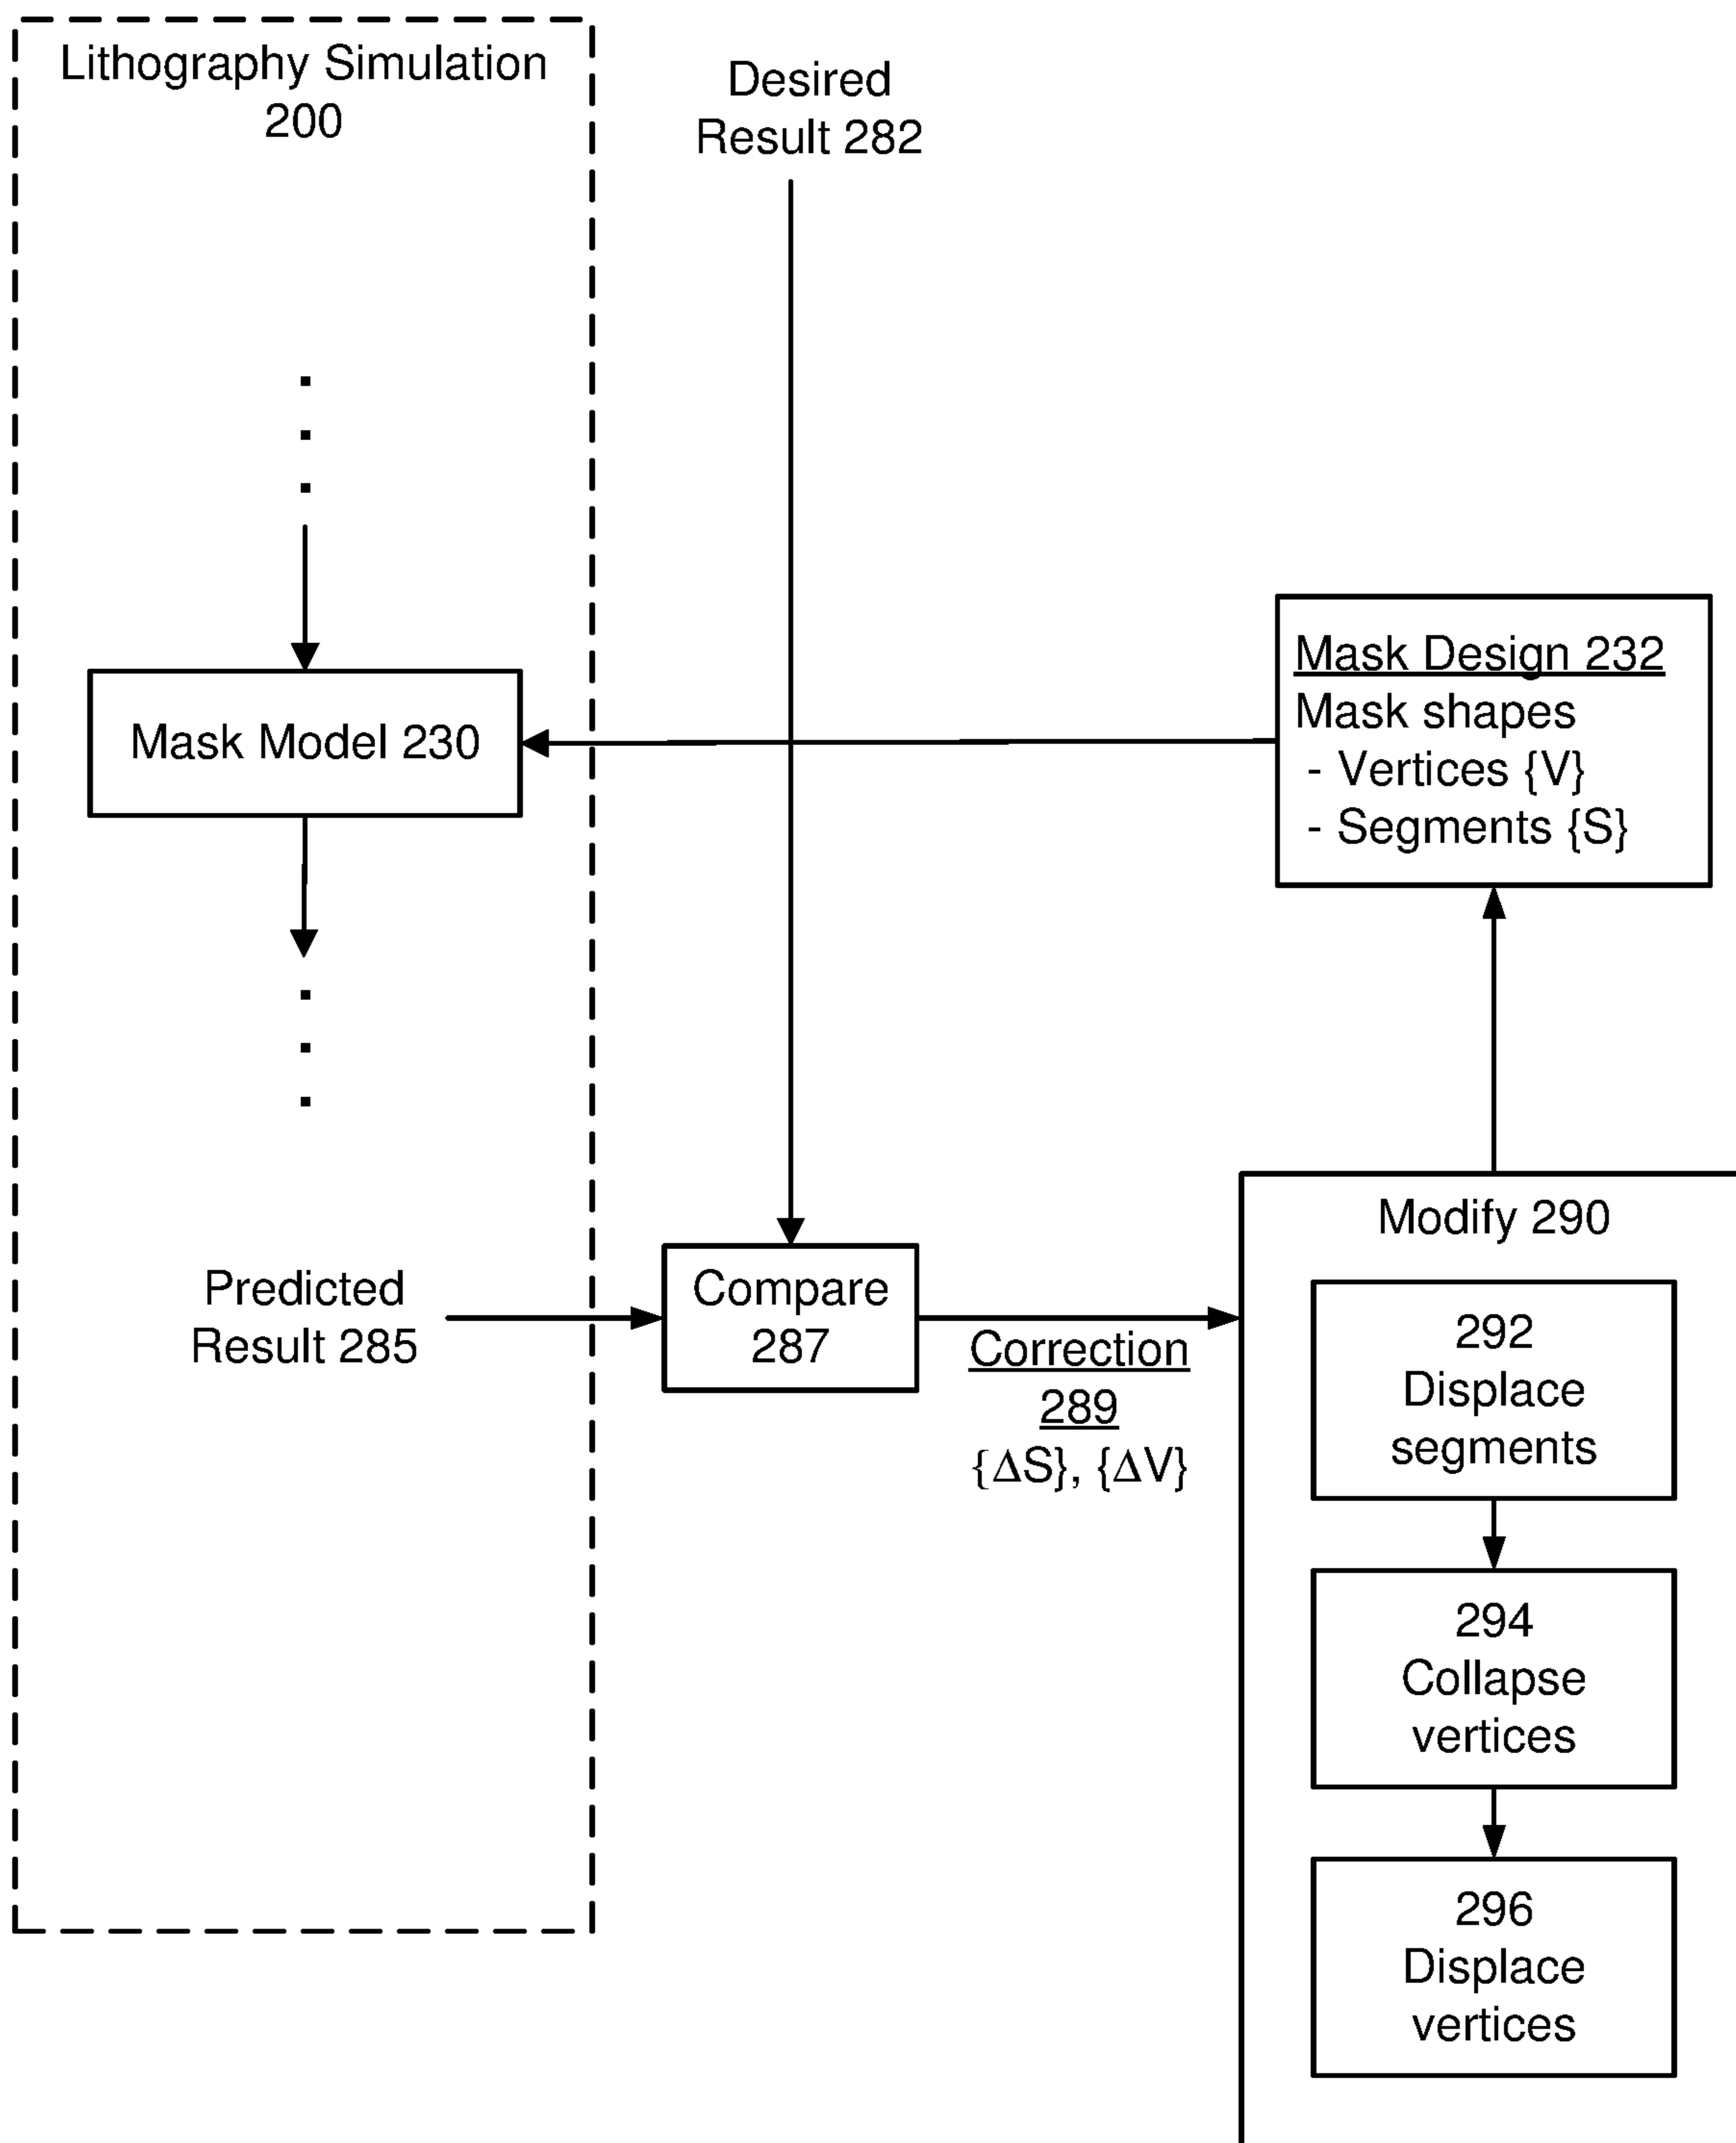 Lithography Simulation
200
Desired
Result 282
Mask Model 230
Mask Design 232
Mask shapes
- Vertices {V}
- Segments {S}
Predicted
Result 285
Compare
287
Correction
289
{ΔS}, {ΔV}
Modify 290
292
Displace
segments
294
Collapse
vertices
296
Displace
vertices